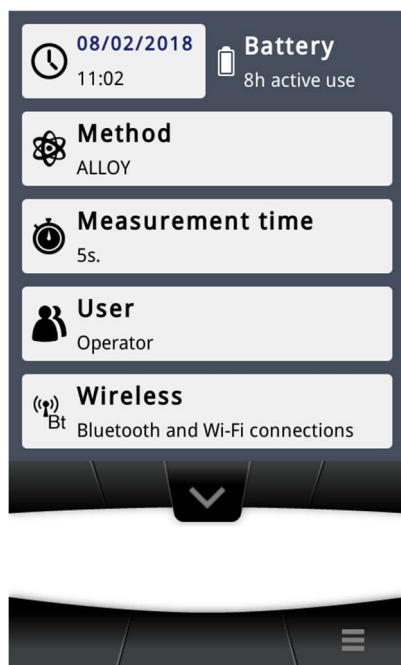 08/02/2018
11:02
Battery
8h active use
Method
ALLOY
Measurement time
5s.
User
Operator
Wireless
Bt
Bluetooth and Wi-Fi connections